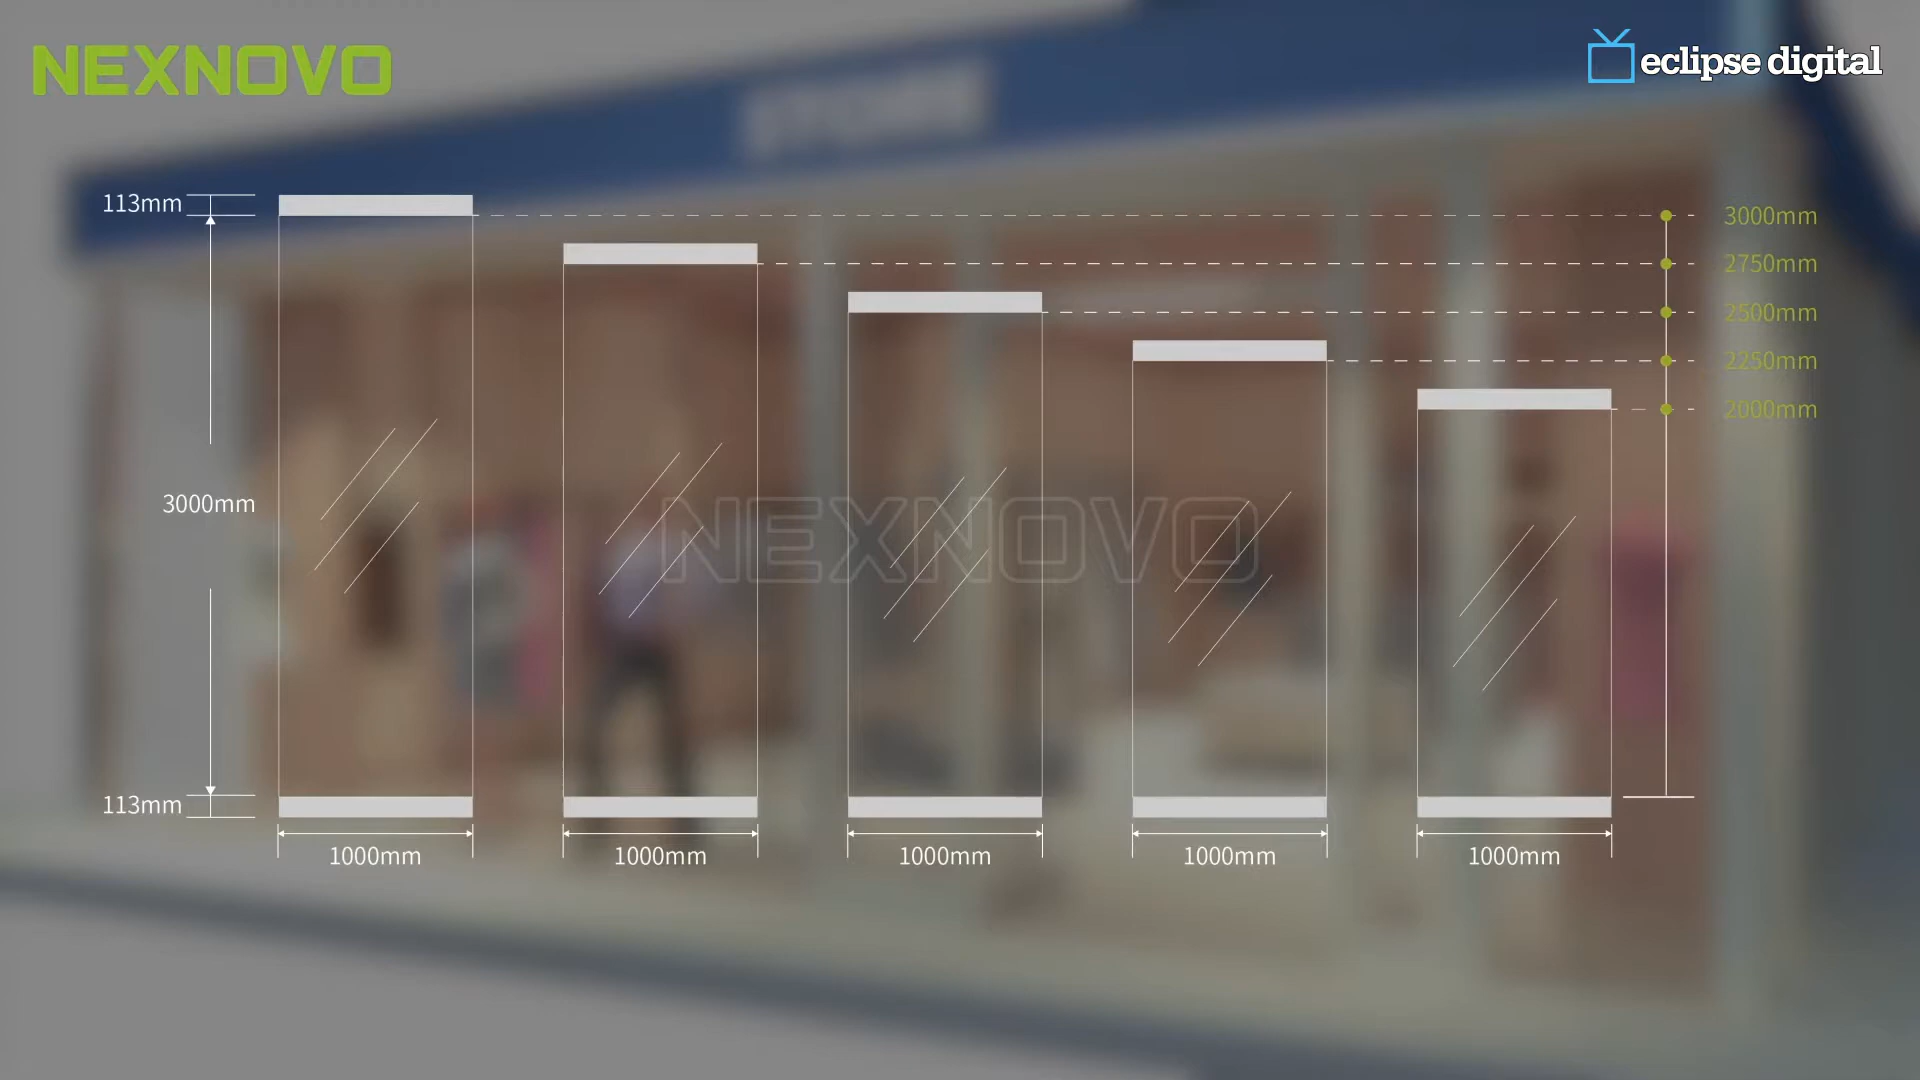 NEXNOVO
eclipse digital
113mm
3000mm
2750mm
2500mm
2250mm
2000mm
3000mm
NEXNOVO
113mm
1000mm 1000mm 1000mm 1000mm 1000mm